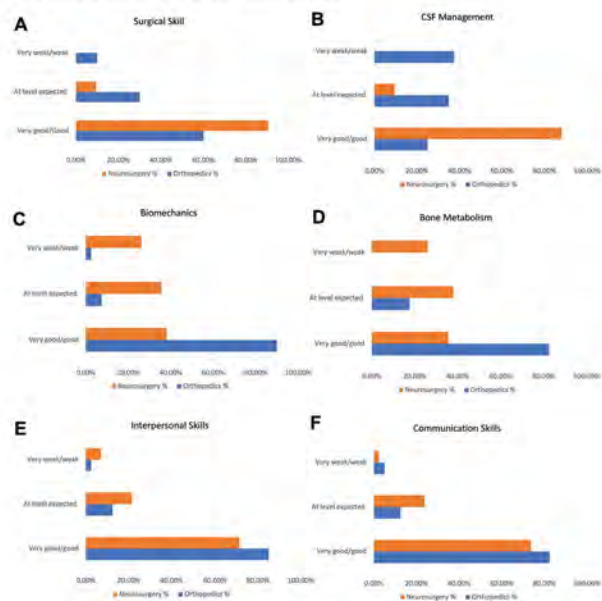 A
Surgical Skill
Very weak/weak
At level expected
Very good/Good
0.00% 20.00% 40.00% 60.00% 80.00% 100.00%
Neurosurgery % Orthopedics %
B
CSF Management
Very weak/weak
At level/expected
Very good/good
0.00% 20.00% 40.00% 60.00% 80.00% 100.00%
Neurosurgery % Orthopedics %
C
Biomechanics
Very weak/weak
At level expected
Very good/good
0.00% 20.00% 40.00% 60.00% 80.00% 100.00%
Neurosurgery % Orthopedics %
D
Bone Metabolism
Very weak/weak
At level expected
Very good/good
0.00% 20.00% 40.00% 60.00% 80.00% 100.00%
Neurosurgery % Orthopedics %
E
Interpersonal Skills
Very weak/weak
At level expected
Very good/good
0.00% 20.00% 40.00% 60.00% 80.00% 100.00%
Neurosurgery % Orthopedics %
F
Communication Skills
Very weak/weak
At level expected
Very good/good
0.00% 20.00% 40.00% 60.00% 80.00% 100.00%
Neurosurgery % Orthopedics %